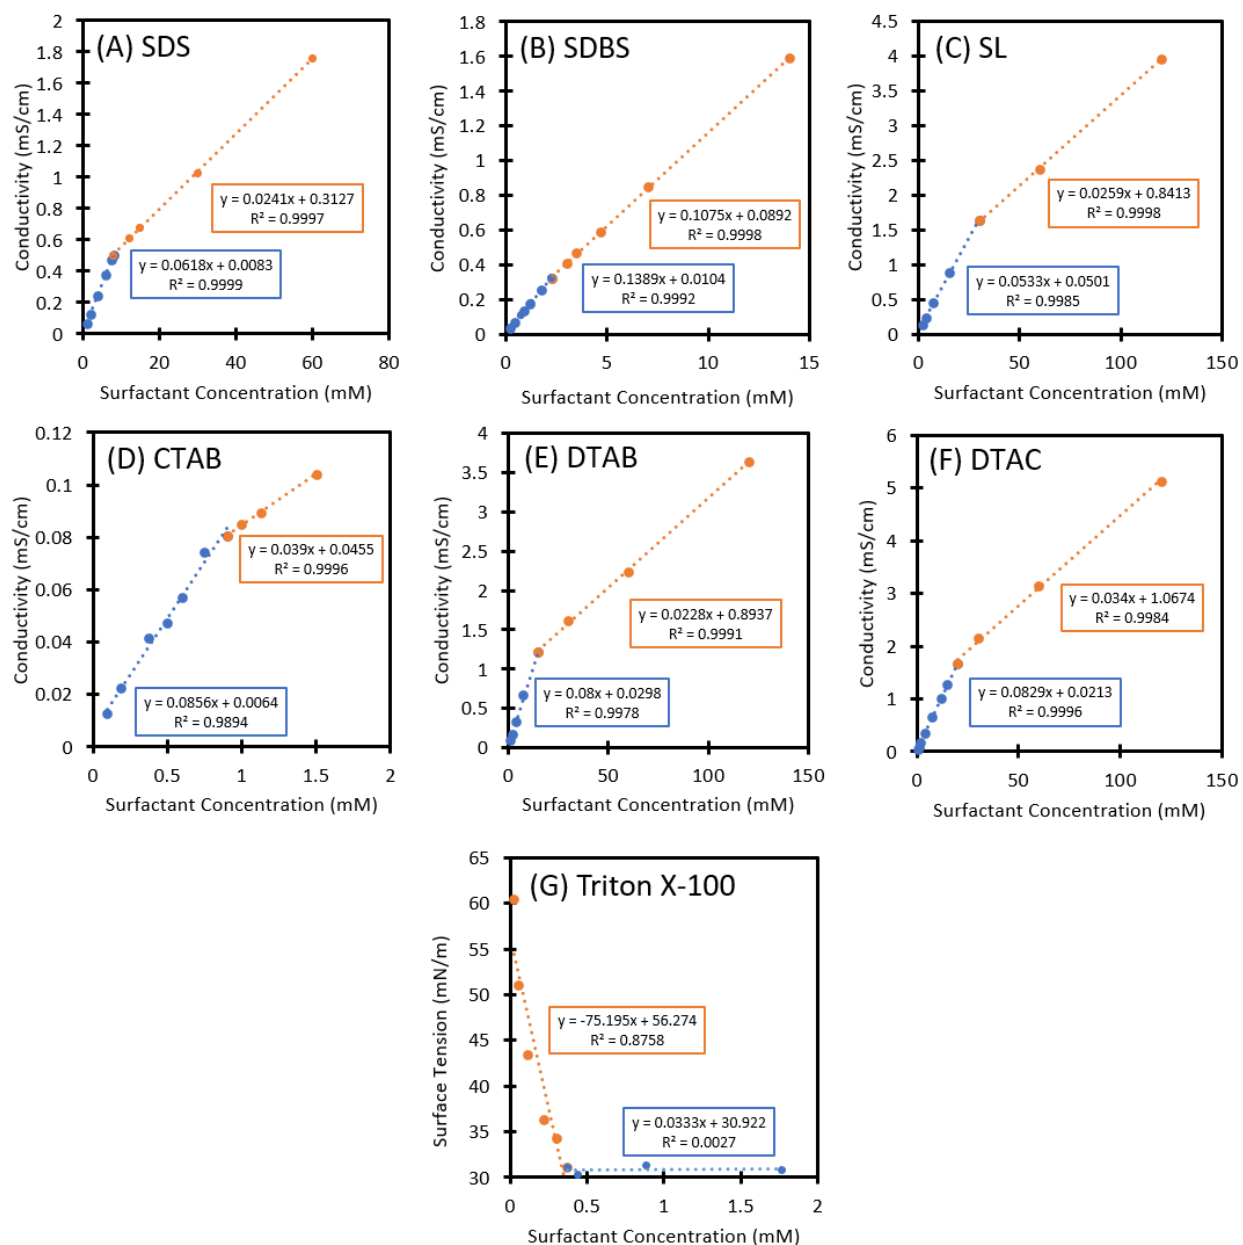 (A) SDS
Conductivity (mS/cm)
2
1.8
1.6
1.4
1.2
1
0.8
0.6
0.4
0.2
0
y = 0.0241x + 0.3127
R² = 0.9997
y = 0.0618x + 0.0083
R² = 0.9999
0 20 40 60 80
Surfactant Concentration (mM)
(B) SDBS
Conductivity (mS/cm)
1.8
1.6
1.4
1.2
1
0.8
0.6
0.4
0.2
0
y = 0.1075x + 0.0892
R² = 0.9998
y = 0.1389x + 0.0104
R² = 0.9992
0 5 10 15
Surfactant Concentration (mM)
(C) SL
Conductivity (mS/cm)
4.5
4
3.5
3
2.5
2
1.5
1
0.5
0
y = 0.0259x + 0.8413
R² = 0.9998
y = 0.0533x + 0.0501
R² = 0.9985
0 50 100 150
Surfactant Concentration (mM)
(D) CTAB
Conductivity (mS/cm)
0.12
0.1
0.08
0.06
0.04
0.02
0
y = 0.039x + 0.0455
R² = 0.9996
y = 0.0856x + 0.0064
R² = 0.9894
0 0.5 1 1.5 2
Surfactant Concentration (mM)
(E) DTAB
Conductivity (mS/cm)
4
3.5
3
2.5
2
1.5
1
0.5
0
y = 0.0228x + 0.8937
R² = 0.9991
y = 0.08x + 0.0298
R² = 0.9978
0 50 100 150
Surfactant Concentration (mM)
(F) DTAC
Conductivity (mS/cm)
6
5
4
3
2
1
0
y = 0.034x + 1.0674
R² = 0.9984
y = 0.0829x + 0.0213
R² = 0.9996
0 50 100 150
Surfactant Concentration (mM)
(G) Triton X-100
Surface Tension (mN/m)
65
60
55
50
45
40
35
30
y = -75.195x + 56.274
R² = 0.8758
y = 0.0333x + 30.922
R² = 0.0027
0 0.5 1 1.5 2
Surfactant Concentration (mM)